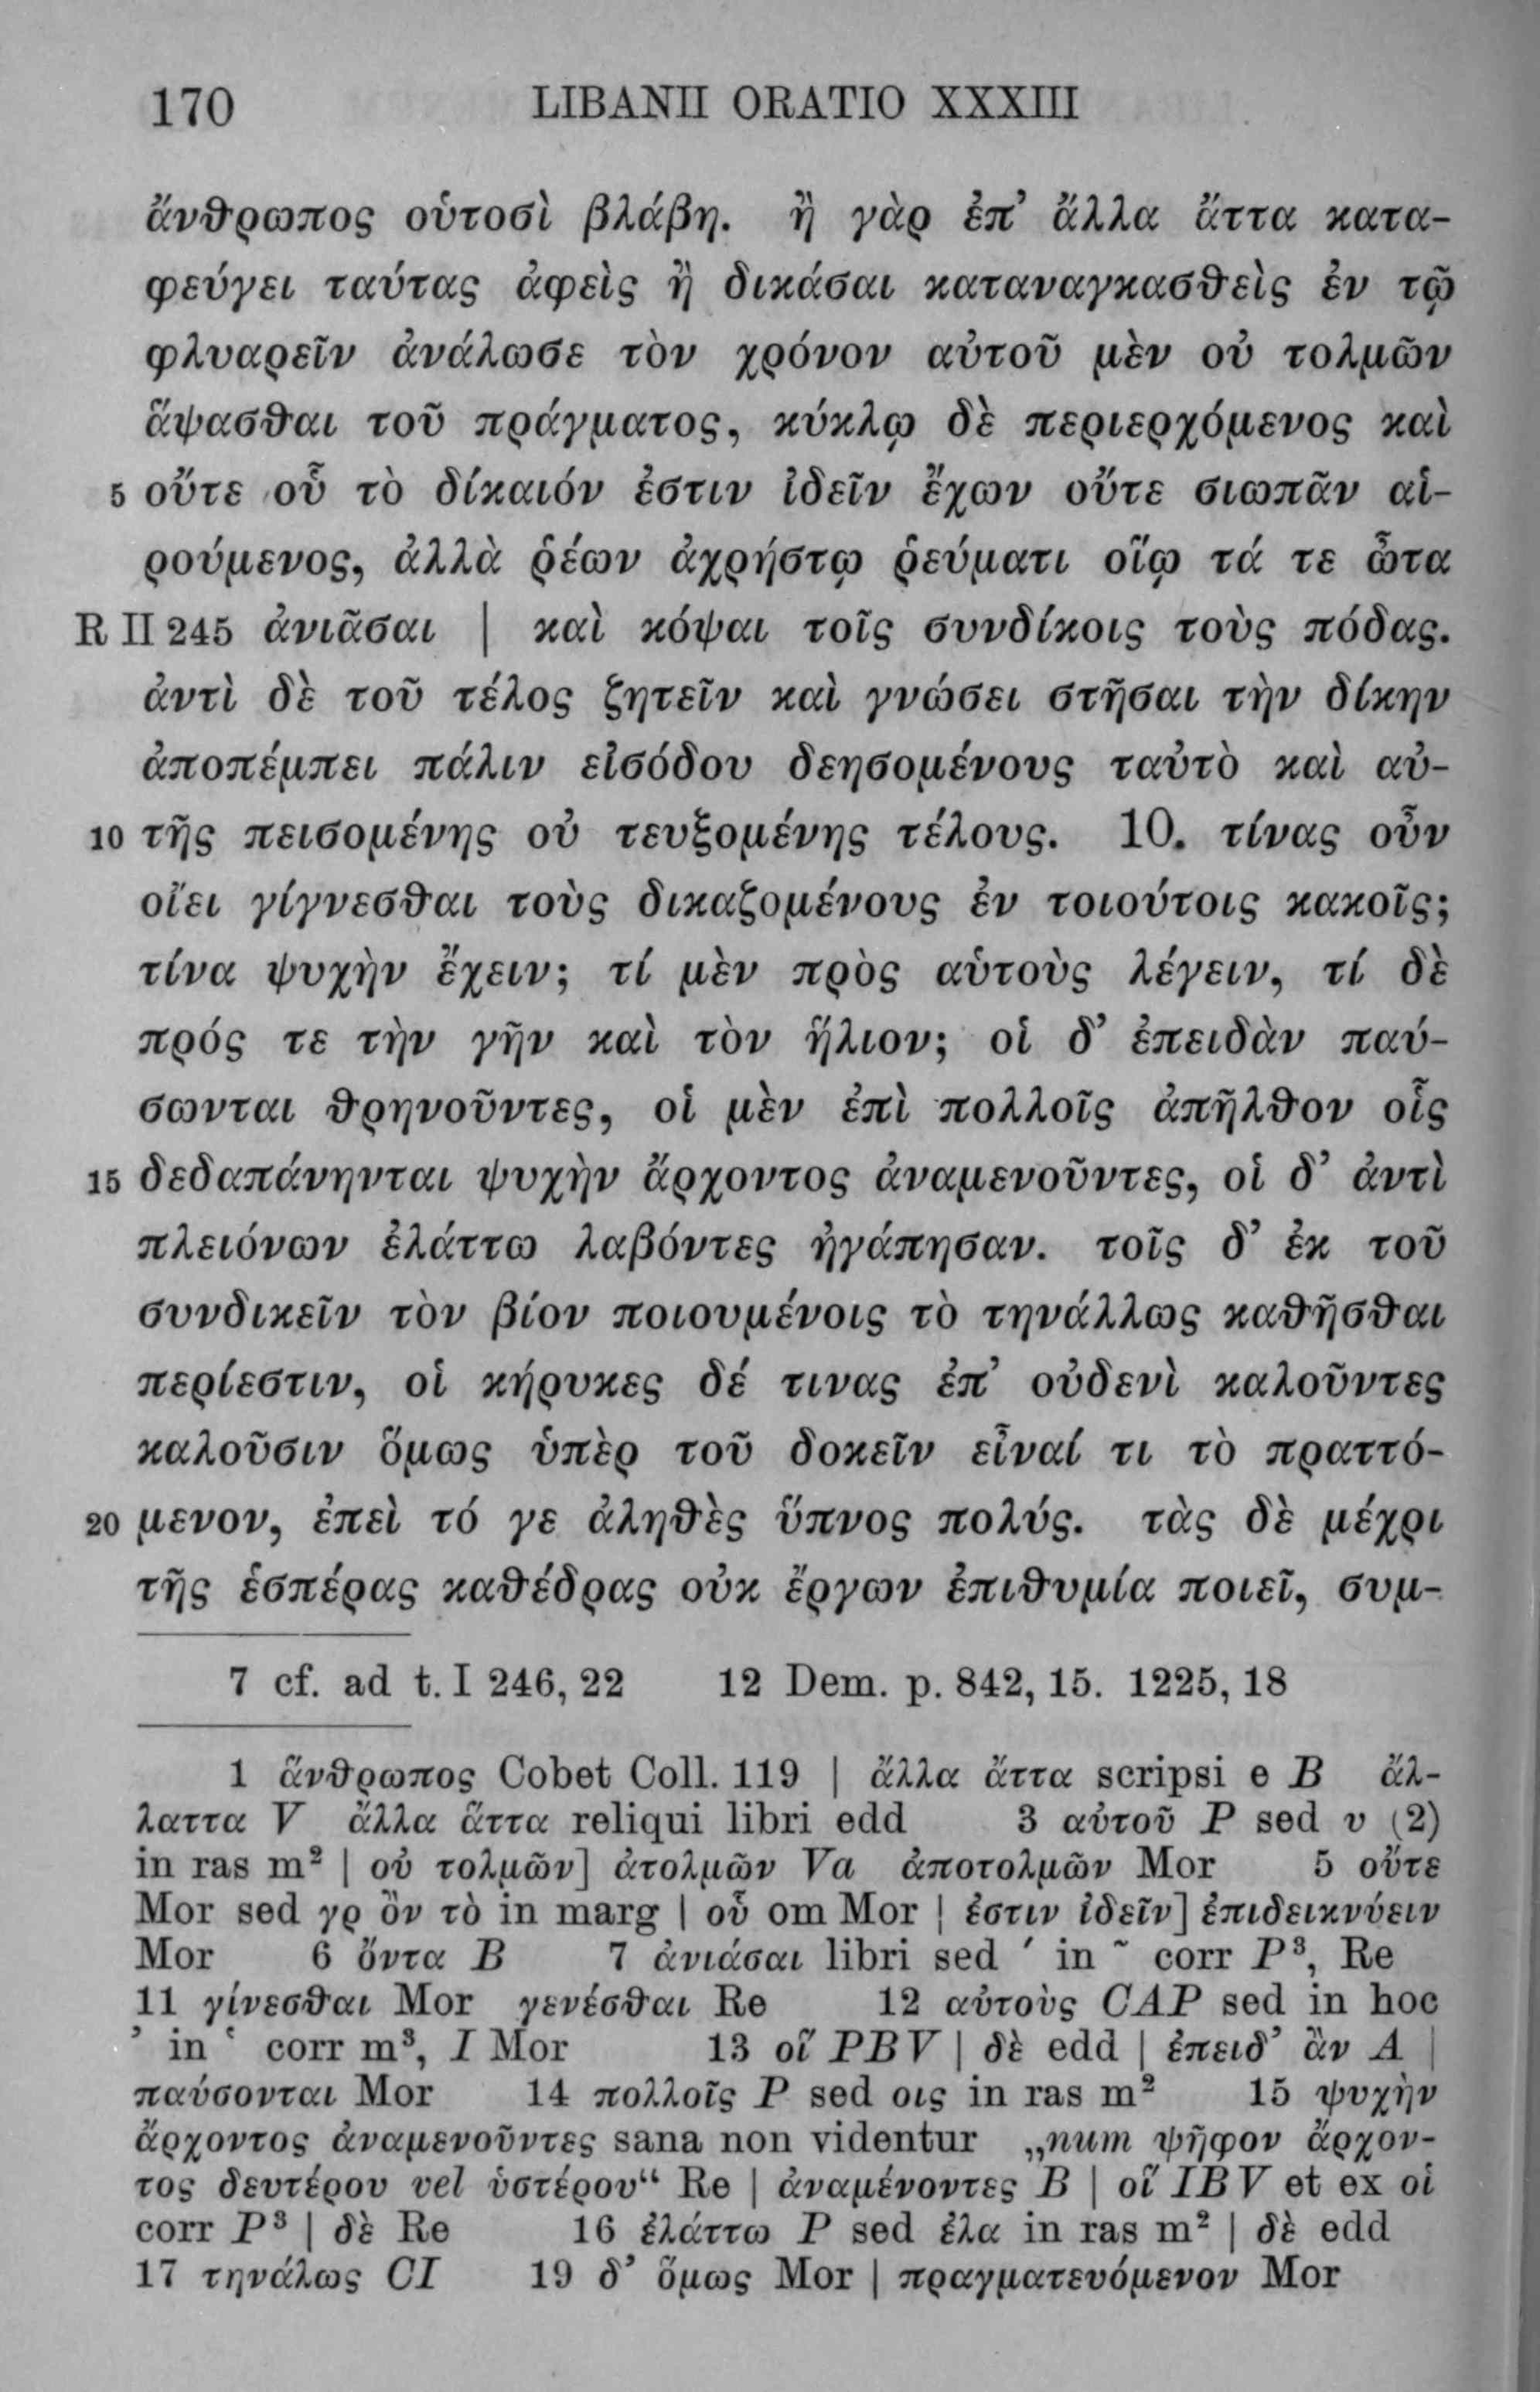 170 LIBANII ORATIO XXXIII
ἄνθρωπος οὑτοσὶ βλάβη. ἢ γὰρ ἐπ’ ἄλλα ἄττα κατα-
φεύγει ταύτας ἀφεὶς ἢ δικάσαι καταναγκασθεὶς ἐν τῷ
φλυαρεῖν ἀνάλωσε τὸν χρόνον αὐτοῦ μὲν οὐ τολμῶν
ἅψασθαι τοῦ πράγματος, κύκλῳ δὲ περιερχόμενος καὶ
5 οὔτε οὗ τὸ δίκαιόν ἐστιν ἰδεῖν ἔχων οὔτε σιωπᾶν αἱ-
ρούμενος, ἀλλὰ ῥέων ἀχρήστῳ ῥεύματι οἵῳ τά τε ὦτα
R II 245 ἀνιᾶσαι | καὶ κόψαι τοῖς συνδίκοις τοὺς πόδας.
ἀντὶ δὲ τοῦ τέλος ζητεῖν καὶ γνώσει στῆσαι τὴν δίκην
ἀποπέμπει πάλιν εἰσόδου δεησομένους ταὐτὸ καὶ αὐ-
10 τῆς πεισομένης οὐ τευξομένης τέλους. 10. τίνας οὖν
οἴει γίγνεσθαι τοὺς δικαζομένους ἐν τοιούτοις κακοῖς;
τίνα ψυχὴν ἔχειν; τί μὲν πρὸς αὑτοὺς λέγειν, τί δὲ
πρός τε τὴν γῆν καὶ τὸν ἥλιον; οἱ δ’ ἐπειδὰν παύ-
σωνται θρηνοῦντες, οἱ μὲν ἐπὶ πολλοῖς ἀπῆλθον οἷς
15 δεδαπάνηνται ψυχὴν ἄρχοντος ἀναμενοῦντες, οἱ δ’ ἀντὶ
πλειόνων ἐλάττω λαβόντες ἠγάπησαν. τοῖς δ’ ἐκ τοῦ
συνδικεῖν τὸν βίον ποιουμένοις τὸ τηνάλλως καθῆσθαι
περίεστιν, οἱ κήρυκες δέ τινας ἐπ’ οὐδενὶ καλοῦντες
καλοῦσιν ὅμως ὑπὲρ τοῦ δοκεῖν εἶναί τι τὸ πραττό-
20 μενον, ἐπεὶ τό γε ἀληθὲς ὕπνος πολύς. τὰς δὲ μέχρι
τῆς ἑσπέρας καθέδρας οὐκ ἔργων ἐπιθυμία ποιεῖ, συμ-
7 cf. ad t. I 246, 22 12 Dem. p. 842, 15. 1225, 18
1 ἅνθρωπος Cobet Coll. 119 | ἄλλα ἄττα scripsi e B ἄλ-
λαττα V ἄλλα ἅττα reliqui libri edd 3 αὐτοῦ P sed υ (2)
in ras m² | οὐ τολμῶν] ἀτολμῶν Va ἀποτολμῶν Mor 5 οὔτε
Mor sed γρ ὃν τὸ in marg | οὗ om Mor | ἐστιν ἰδεῖν] ἐπιδεικνύειν
Mor 6 ὄντα B 7 ἀνιάσαι libri sed ´ in ῀ corr P³, Re
11 γίνεσθαι Mor γενέσθαι Re 12 αὐτοὺς CAP sed in hoc
’ in ‘ corr m³, I Mor 13 οἵ PBV | δὲ edd | ἐπειδ’ ἂν A |
παύσονται Mor 14 πολλοῖς P sed οις in ras m² 15 ψυχὴν
ἄρχοντος ἀναμενοῦντες sana non videntur „num ψῆφον ἄρχον-
τος δευτέρου vel ὑστέρου“ Re | ἀναμένοντες B | οἵ IBV et ex οἱ
corr P³ | δὲ Re 16 ἐλάττω P sed ἐλα in ras m² | δὲ edd
17 τηνάλως CI 19 δ’ ὅμως Mor | πραγματευόμενον Mor